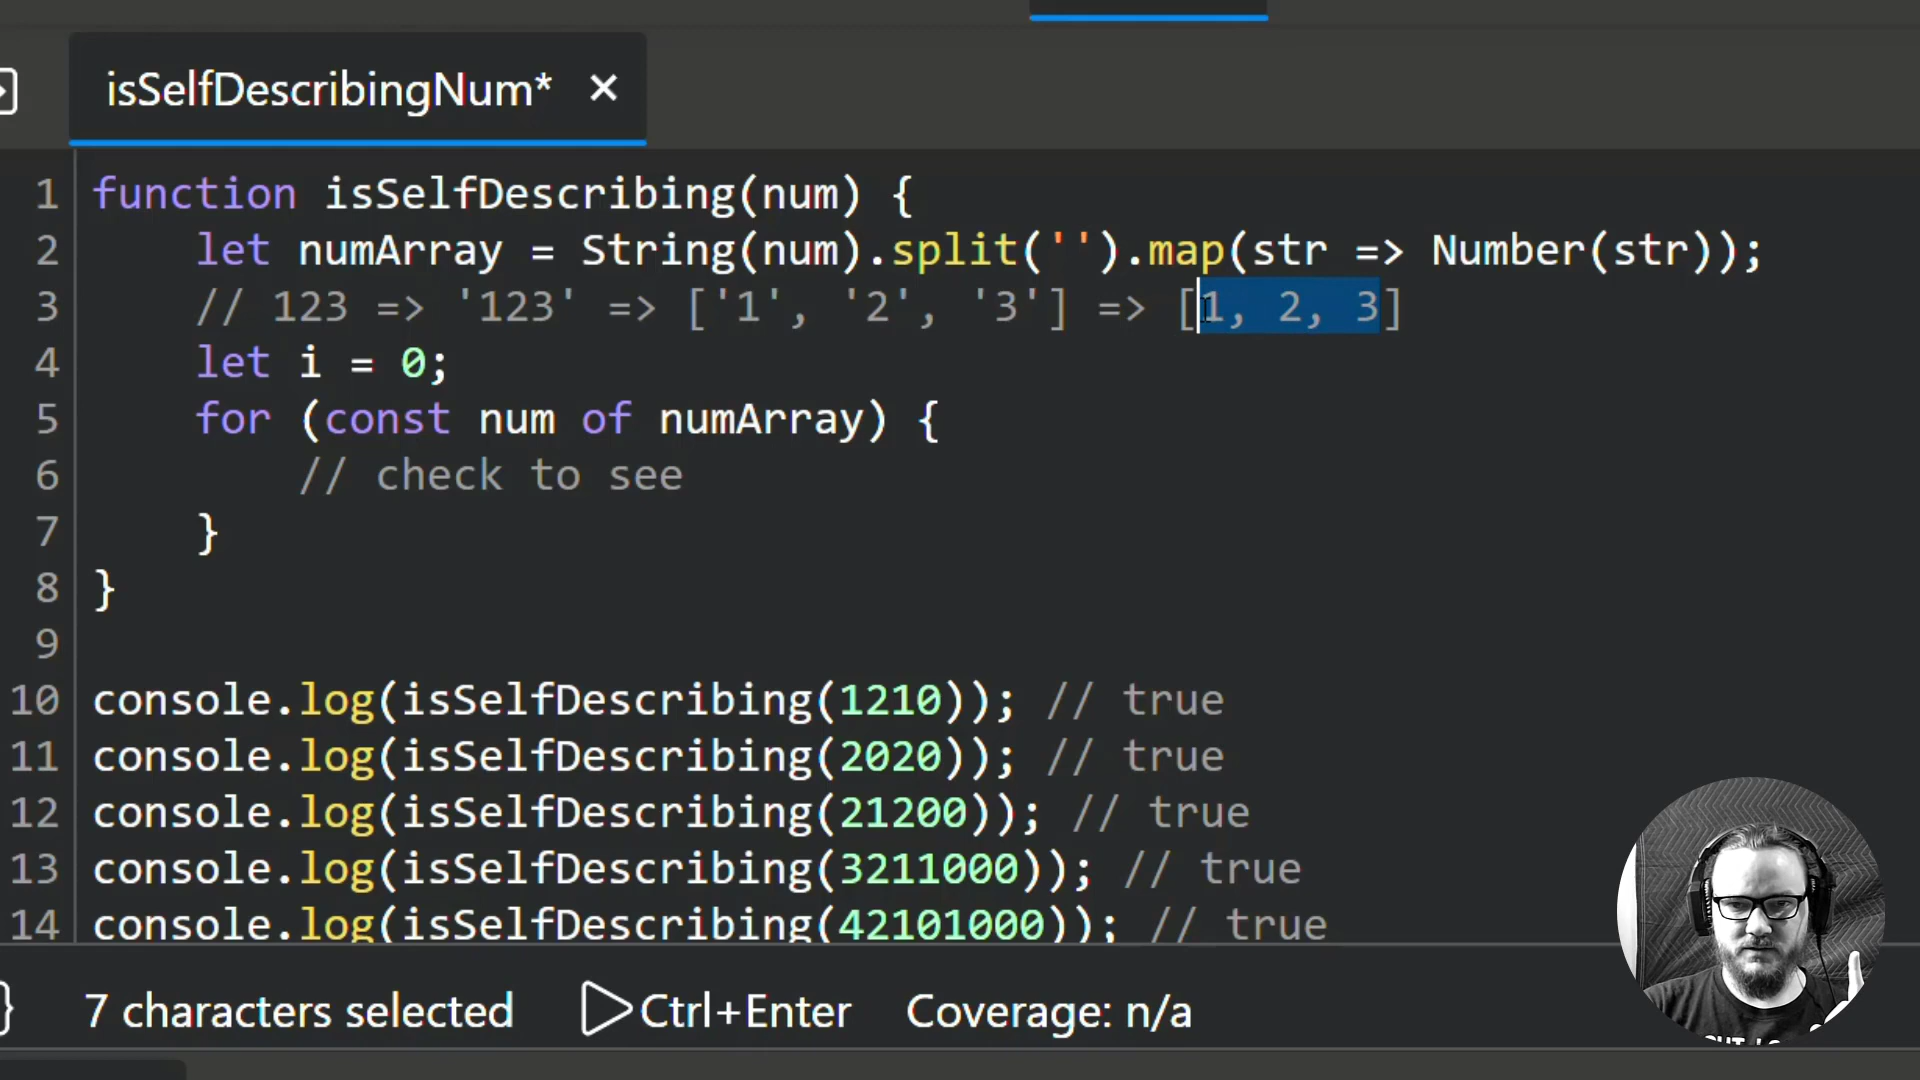 isSelfDescribingNum* ×
1 function isSelfDescribing(num) {
2 let numArray = String(num).split('').map(str => Number(str));
3 // 123 => '123' => ['1', '2', '3'] => [1, 2, 3]
4 let i = 0;
5 for (const num of numArray) {
6 // check to see
7 }
8 }
9
10 console.log(isSelfDescribing(1210)); // true
11 console.log(isSelfDescribing(2020)); // true
12 console.log(isSelfDescribing(21200)); // true
13 console.log(isSelfDescribing(3211000)); // true
14 console.log(isSelfDescribing(42101000)); // true
7 characters selected Ctrl+Enter Coverage: n/a